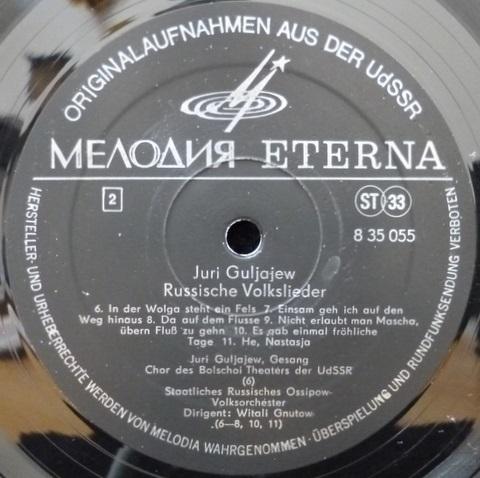 ORIGINALAUFNAHMEN AUS DER UdSSR
МЕЛОДИЯ ETERNA
2
ST 33
8 35 055
Juri Guljajew
Russische Volkslieder
6. In der Wolga steht ein Fels 7. Einsam geh ich auf den
Weg hinaus 8. Da auf dem Flusse 9. Nicht erlaubt man Mascha,
übern Fluß zu gehn 10. Es gab einmal fröhliche
Tage 11. He, Nastasja
Juri Guljajew, Gesang
Chor des Bolschoi Theaters der UdSSR
(6)
Staatliches Russisches Ossipow-
Volksorchester
Dirigent: Witali Gnutow
(6—8, 10, 11)
HERSTELLER- UND URHEBERRECHTE WERDEN VON MELODIA WAHRGENOMMEN · ÜBERSPIELUNG UND RUNDFUNKSENDUNG VERBOTEN